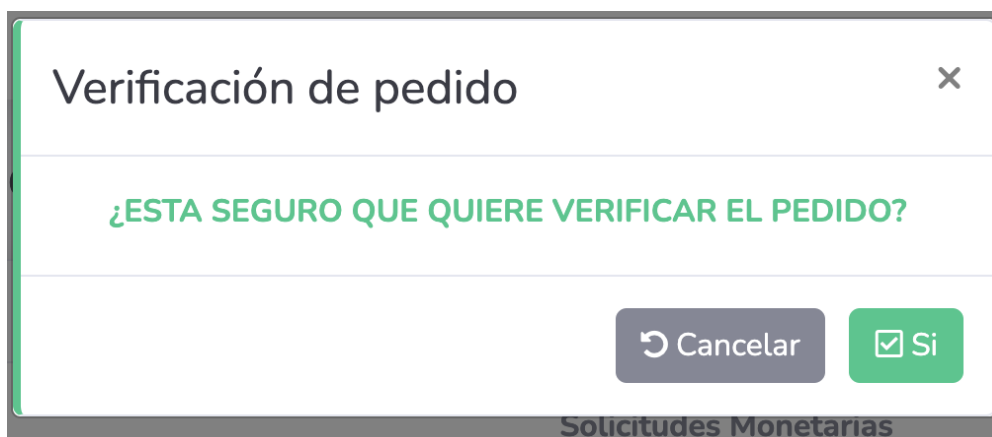 Verificación de pedido
¿ESTA SEGURO QUE QUIERE VERIFICAR EL PEDIDO?
Cancelar
Si
Solicitudes Monetarias